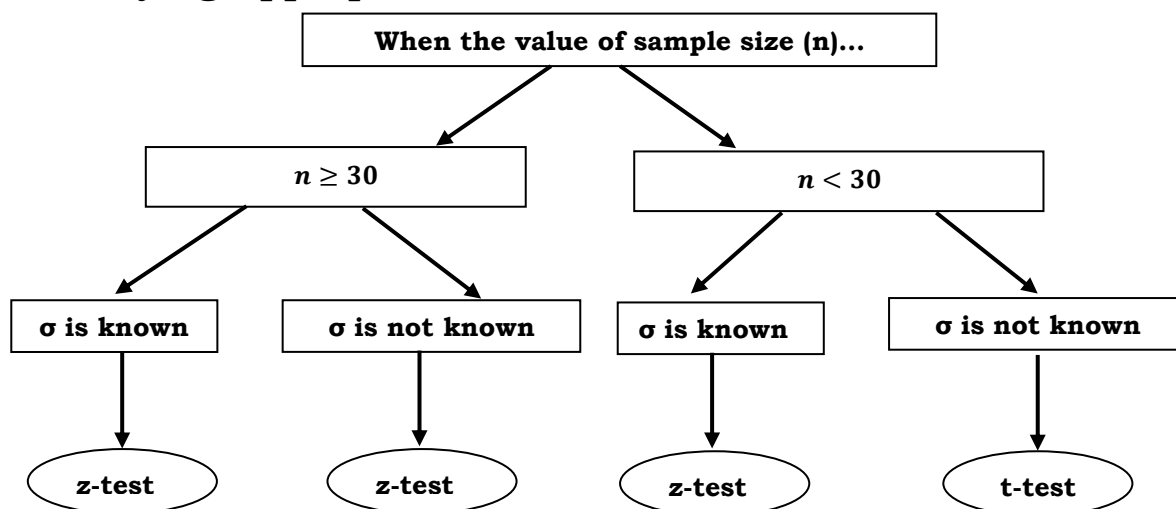 When the value of sample size (n)...
n ≥ 30
n < 30
σ is known
σ is not known
σ is known
σ is not known
z-test
z-test
z-test
t-test